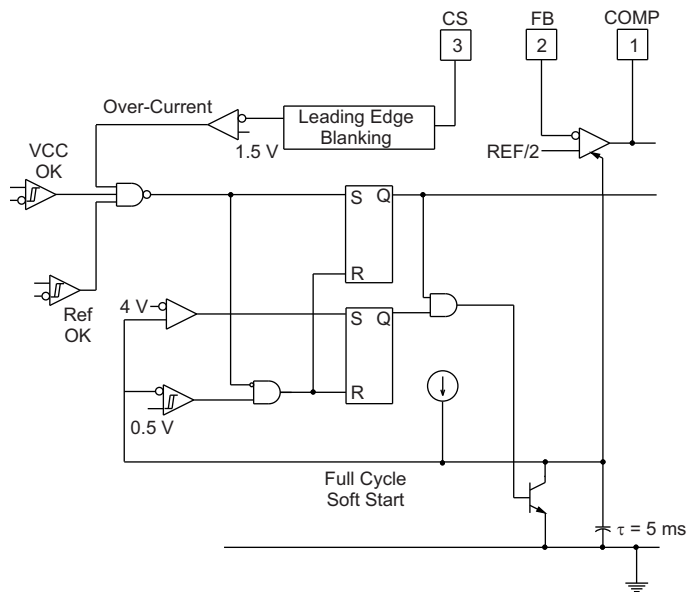 CS
FB
COMP
3
2
1
Over-Current
Leading Edge
Blanking
1.5 V
REF/2
VCC
OK
S
Q
R
Ref
OK
4 V
S
Q
R
0.5 V
Full Cycle
Soft Start
τ = 5 ms